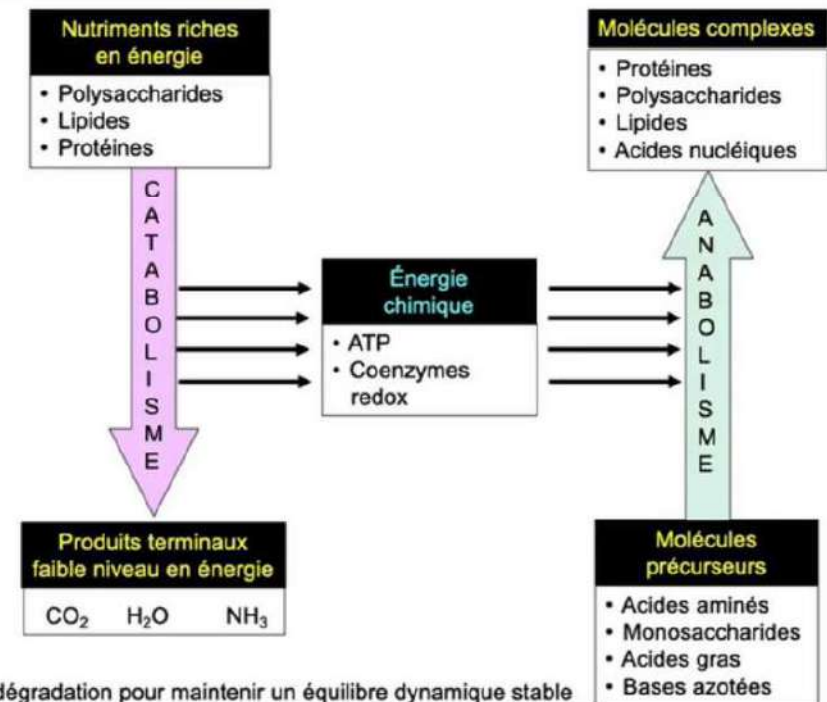 Nutriments riches
en énergie
• Polysaccharides
• Lipides
• Protéines
CATABOLISME
Produits terminaux
faible niveau en énergie
CO₂ H₂O NH₃
Énergie
chimique
• ATP
• Coenzymes
redox
Molécules complexes
• Protéines
• Polysaccharides
• Lipides
• Acides nucléiques
ANABOLISME
Molécules
précurseurs
• Acides aminés
• Monosaccharides
• Acides gras
• Bases azotées
dégradation pour maintenir un équilibre dynamique stable